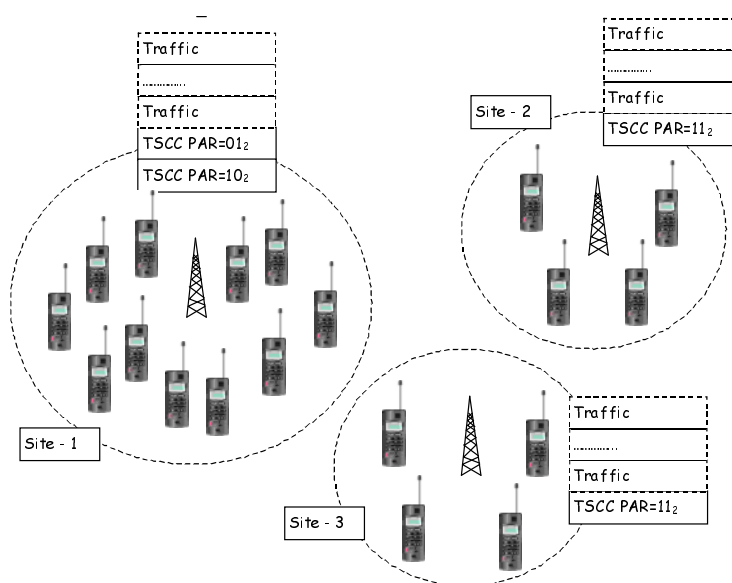 Traffic
..............
Traffic
TSCC PAR=01₂
TSCC PAR=10₂
Site - 1
Site - 2
Traffic
..............
Traffic
TSCC PAR=11₂
Site - 3
Traffic
..............
Traffic
TSCC PAR=11₂